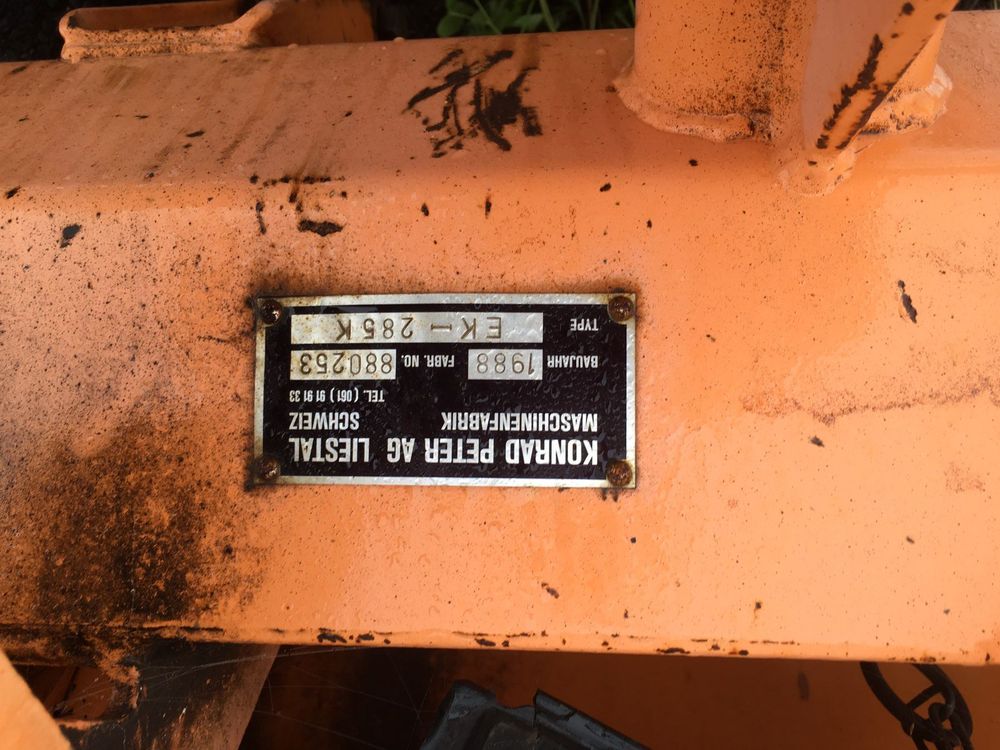 KONRAD PETER AG LIESTAL
MASCHINENFABRIK SCHWEIZ
TEL. (061) 91 91 33
BAUJAHR 1988 FABR. NO. 880253
TYPE EK-285K